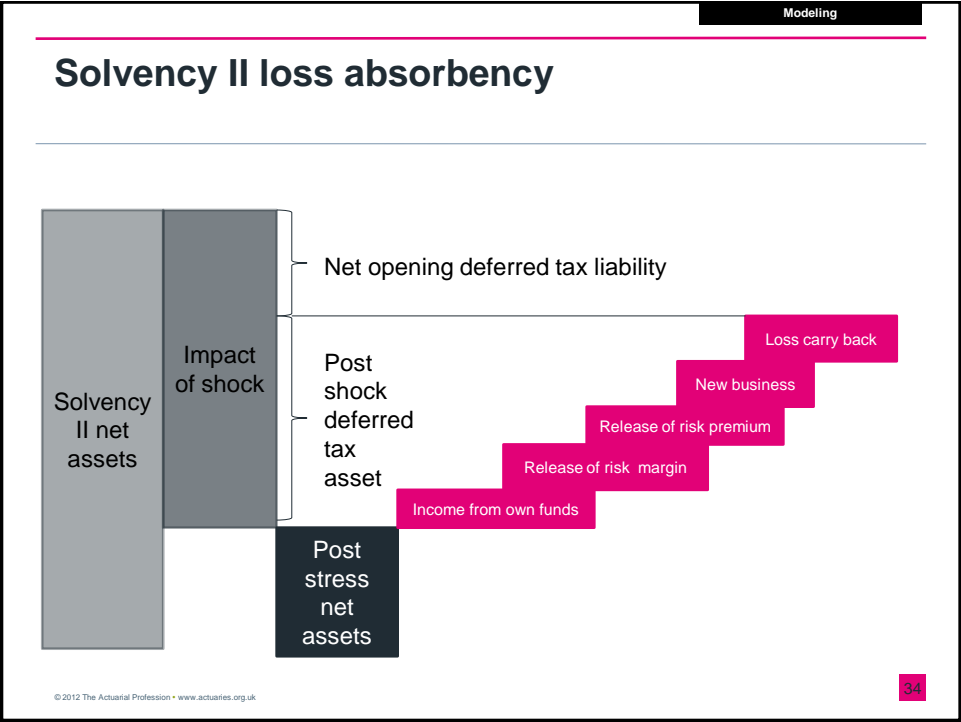 Modeling
Solvency II loss absorbency
Net opening deferred tax liability
Loss carry back
Impact
of shock
Post
shock
deferred
tax
asset
New business
Solvency
II net
assets
Release of risk premium
Release of risk margin
Income from own funds
Post
stress
net
assets
© 2012 The Actuarial Profession • www.actuaries.org.uk
34